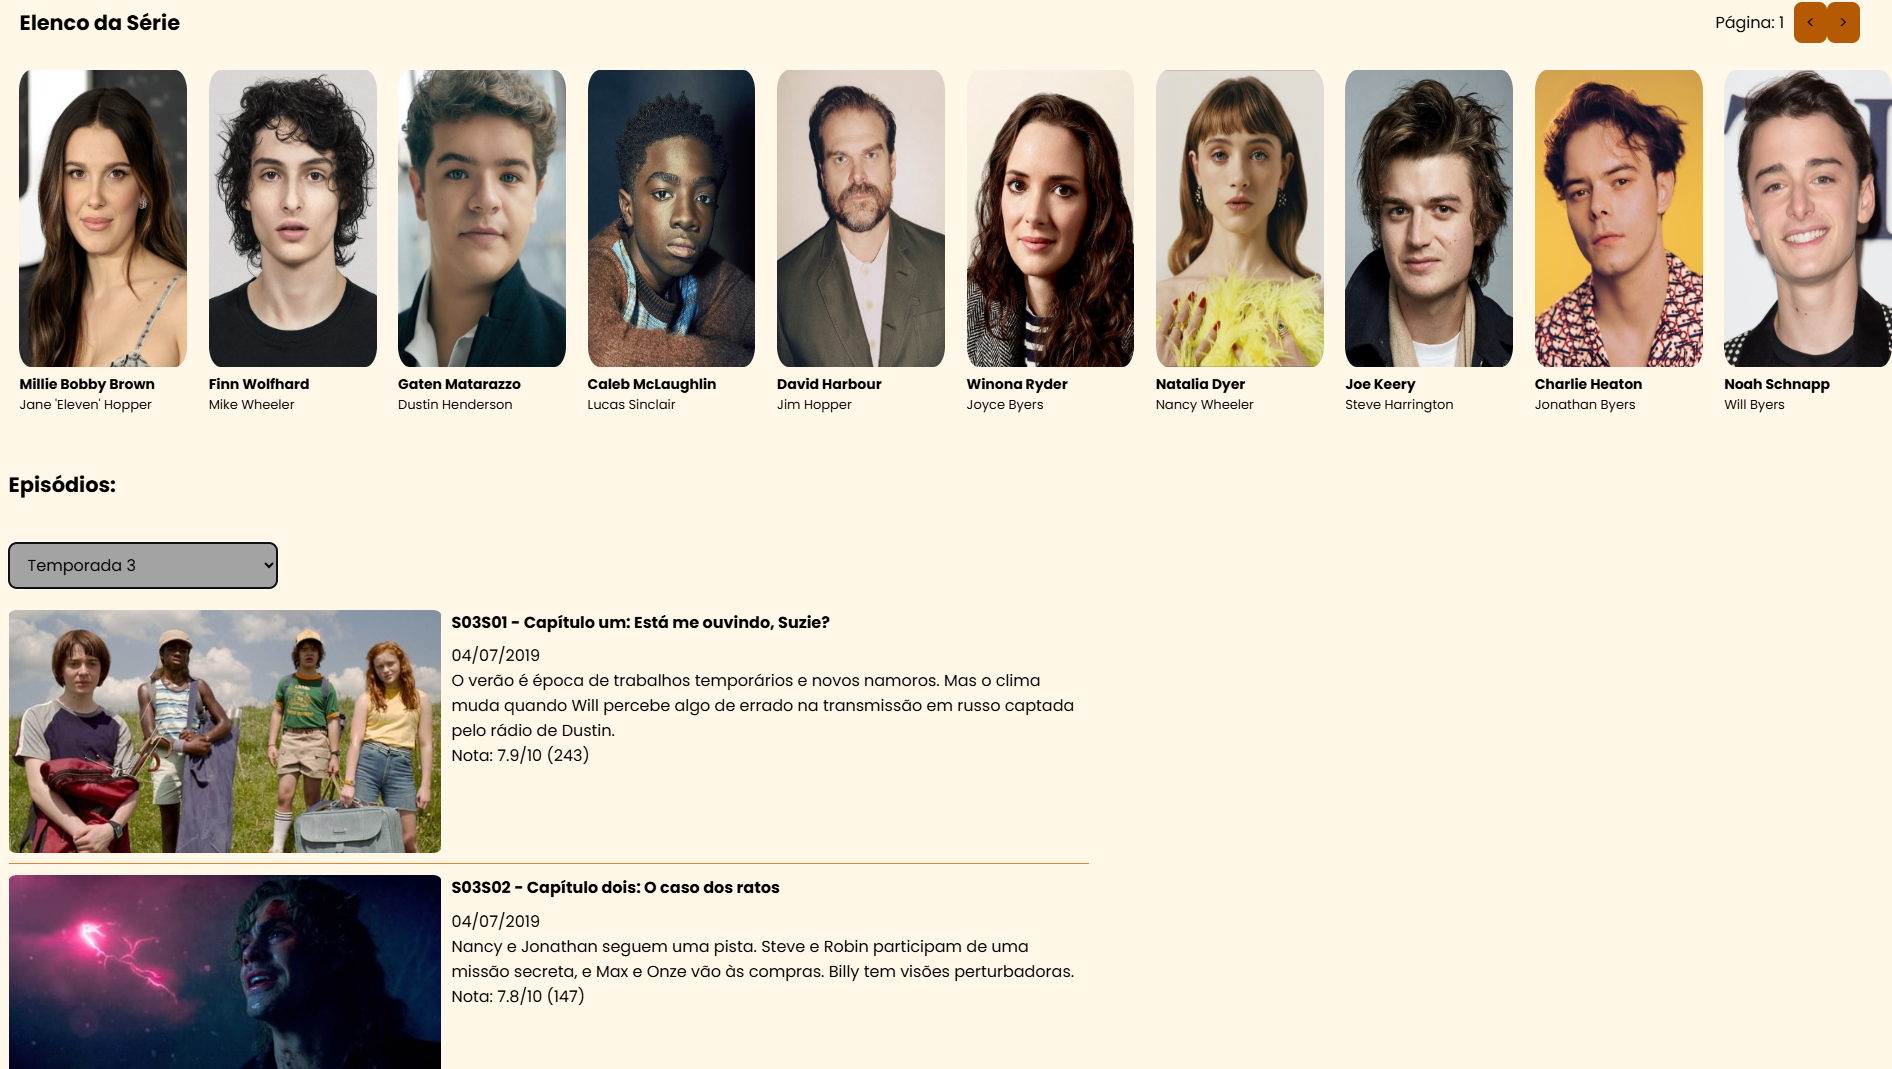 Elenco da Série
Página: 1 < >
Millie Bobby Brown
Jane 'Eleven' Hopper
Finn Wolfhard
Mike Wheeler
Gaten Matarazzo
Dustin Henderson
Caleb McLaughlin
Lucas Sinclair
David Harbour
Jim Hopper
Winona Ryder
Joyce Byers
Natalia Dyer
Nancy Wheeler
Joe Keery
Steve Harrington
Charlie Heaton
Jonathan Byers
Noah Schnapp
Will Byers
Episódios:
Temporada 3
S03S01 - Capítulo um: Está me ouvindo, Suzie?
04/07/2019
O verão é época de trabalhos temporários e novos namoros. Mas o clima
muda quando Will percebe algo de errado na transmissão em russo captada
pelo rádio de Dustin.
Nota: 7.9/10 (243)
S03S02 - Capítulo dois: O caso dos ratos
04/07/2019
Nancy e Jonathan seguem uma pista. Steve e Robin participam de uma
missão secreta, e Max e Onze vão às compras. Billy tem visões perturbadoras.
Nota: 7.8/10 (147)